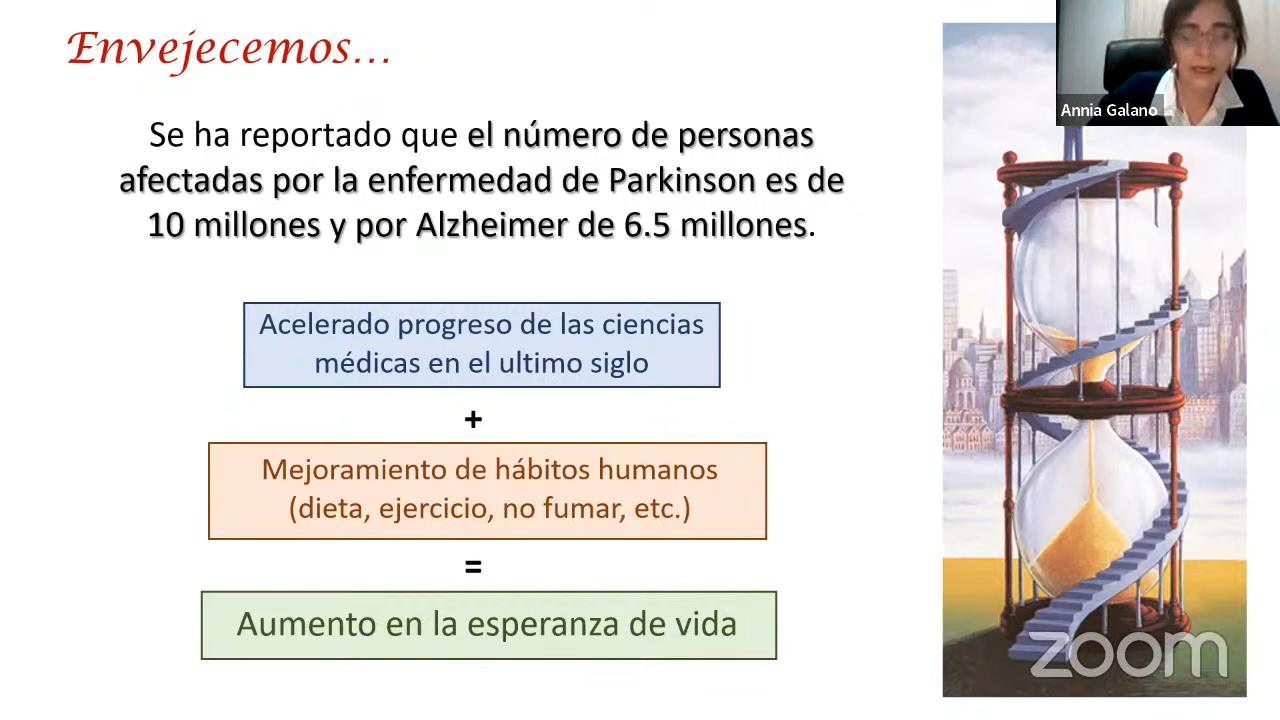 Envejecemos...
Annia Galano
Se ha reportado que el número de personas
afectadas por la enfermedad de Parkinson es de
10 millones y por Alzheimer de 6.5 millones.
Acelerado progreso de las ciencias
médicas en el ultimo siglo
+
Mejoramiento de hábitos humanos
(dieta, ejercicio, no fumar, etc.)
=
Aumento en la esperanza de vida
zoom